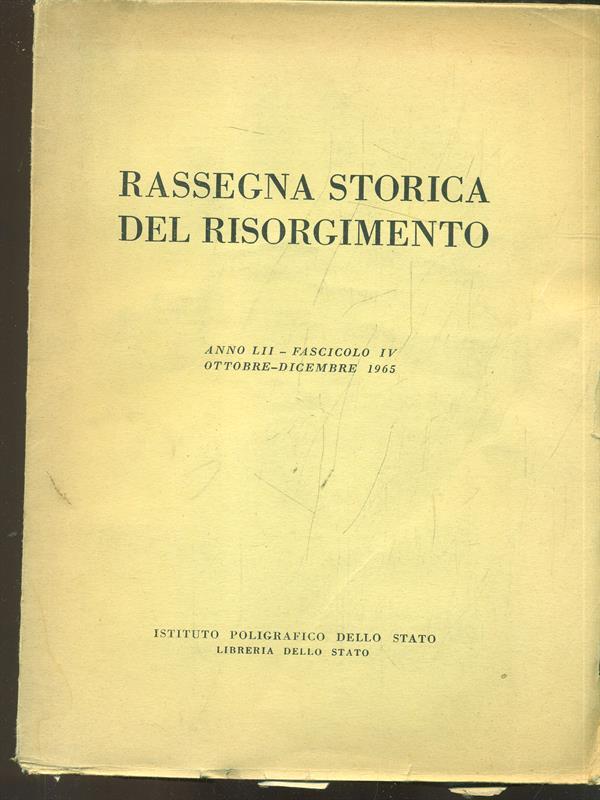 RASSEGNA STORICA
DEL RISORGIMENTO
ANNO LII – FASCICOLO IV
OTTOBRE–DICEMBRE 1965
ISTITUTO POLIGRAFICO DELLO STATO
LIBRERIA DELLO STATO